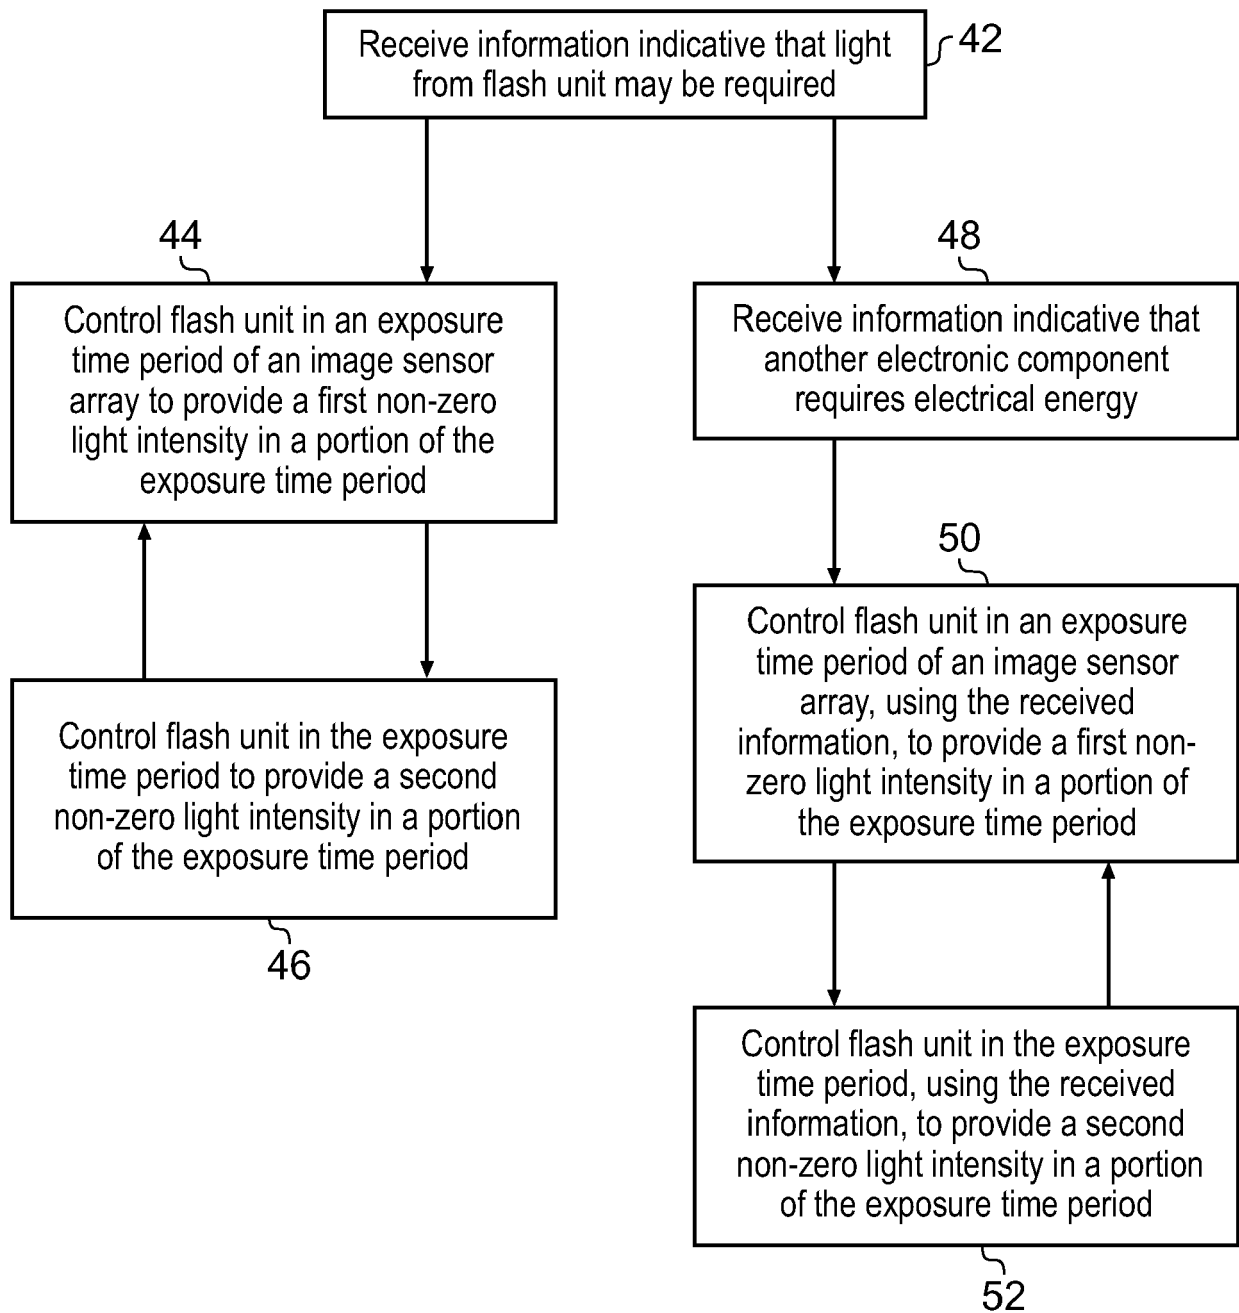 Receive information indicative that light
from flash unit may be required
42
44
Control flash unit in an exposure
time period of an image sensor
array to provide a first non-zero
light intensity in a portion of the
exposure time period
Control flash unit in the exposure
time period to provide a second
non-zero light intensity in a portion
of the exposure time period
46
48
Receive information indicative that
another electronic component
requires electrical energy
50
Control flash unit in an exposure
time period of an image sensor
array, using the received
information, to provide a first non-
zero light intensity in a portion of
the exposure time period
Control flash unit in the exposure
time period, using the received
information, to provide a second
non-zero light intensity in a portion
of the exposure time period
52